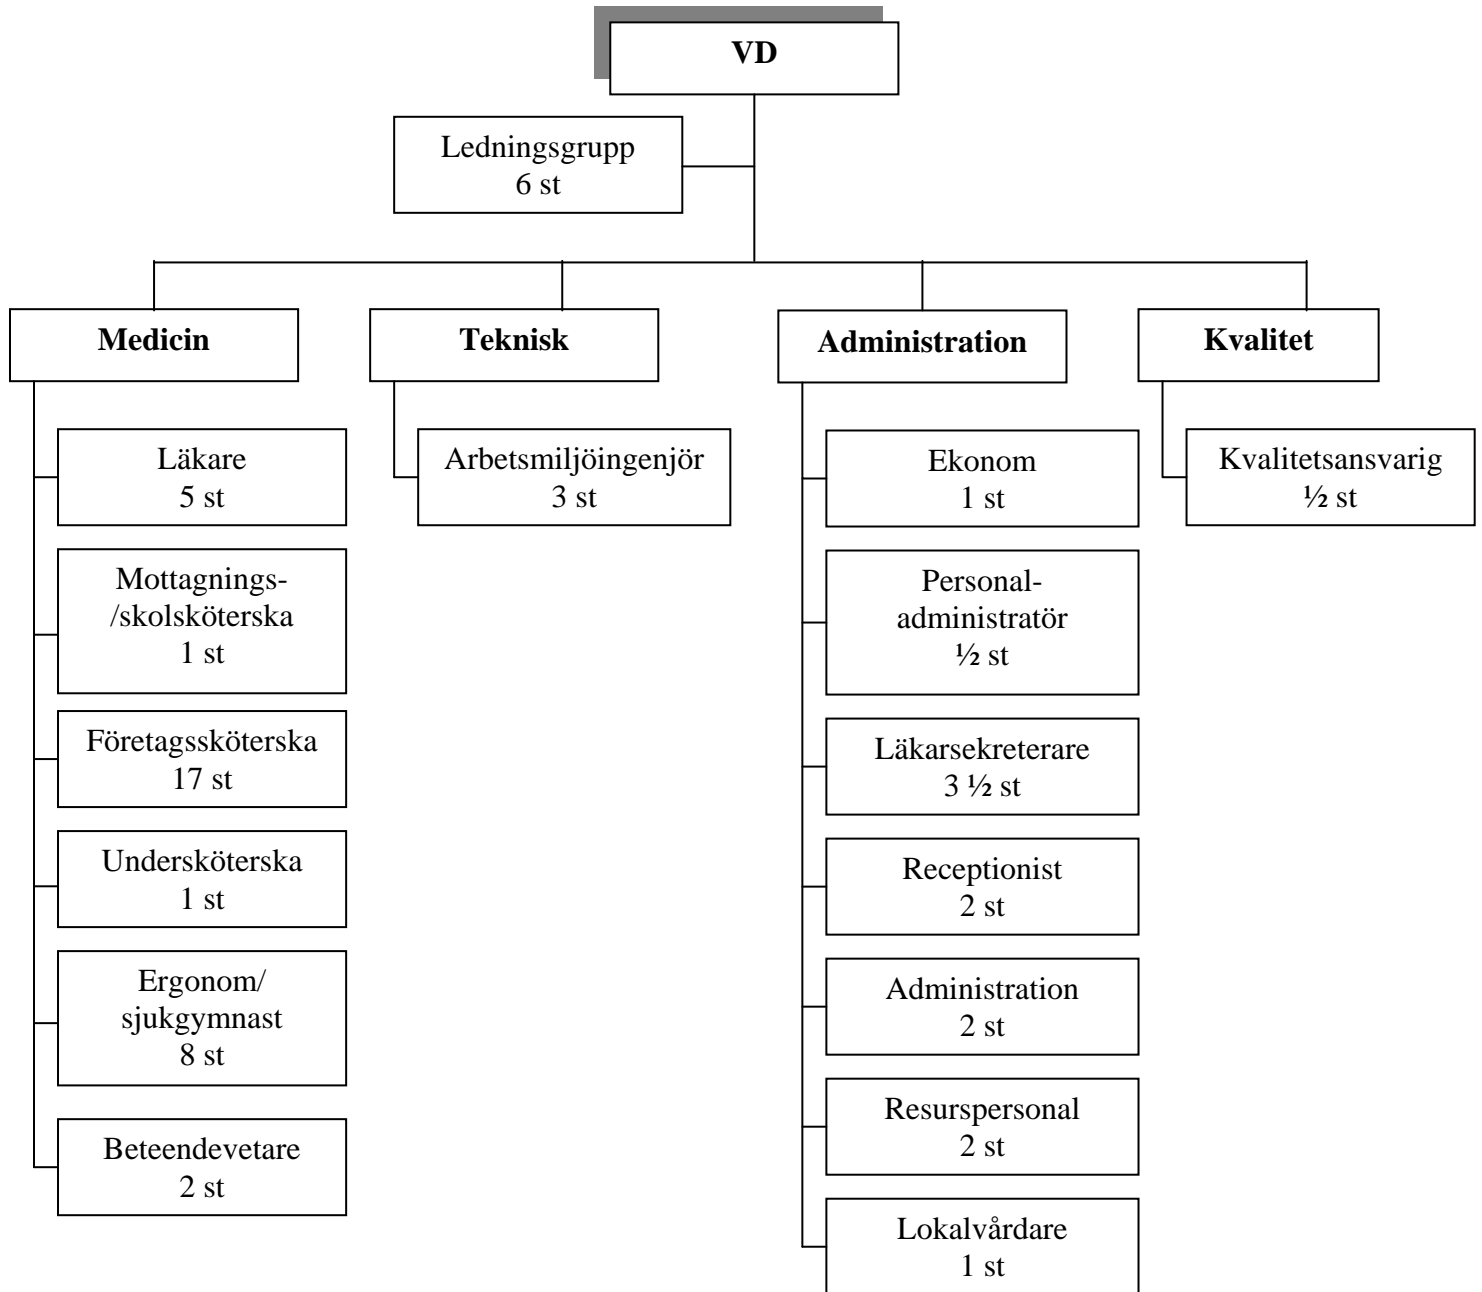 VD
Ledningsgrupp
6 st
Medicin
Teknisk
Administration
Kvalitet
Läkare
5 st
Mottagnings-
/skolsköterska
1 st
Företagssköterska
17 st
Undersköterska
1 st
Ergonom/
sjukgymnast
8 st
Beteendevetare
2 st
Arbetsmiljöingenjör
3 st
Ekonom
1 st
Personal-
administratör
½ st
Läkarsekreterare
3 ½ st
Receptionist
2 st
Administration
2 st
Resurspersonal
2 st
Lokalvårdare
1 st
Kvalitetsansvarig
½ st